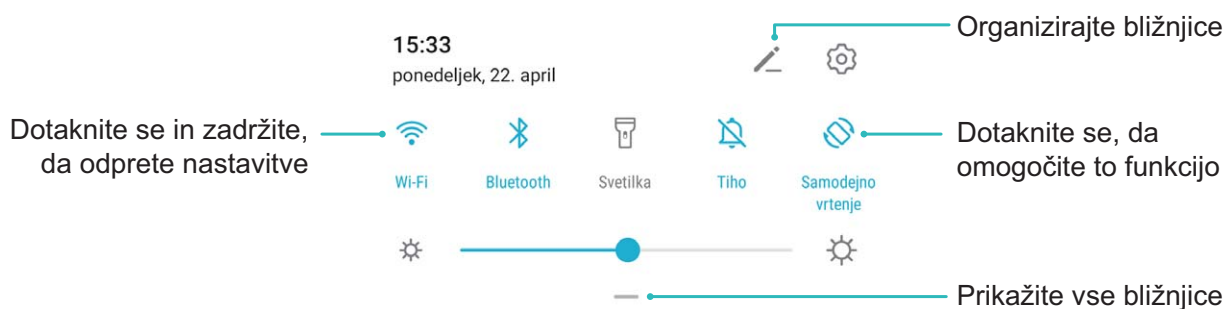 Organizirajte bližnjice
15:33
ponedeljek, 22. april
Dotaknite se in zadržite,
da odprete nastavitve
Dotaknite se, da
omogočite to funkcijo
Wi-Fi
Bluetooth
Svetilka
Tiho
Samodejno
vrtenje
Prikažite vse bližnjice